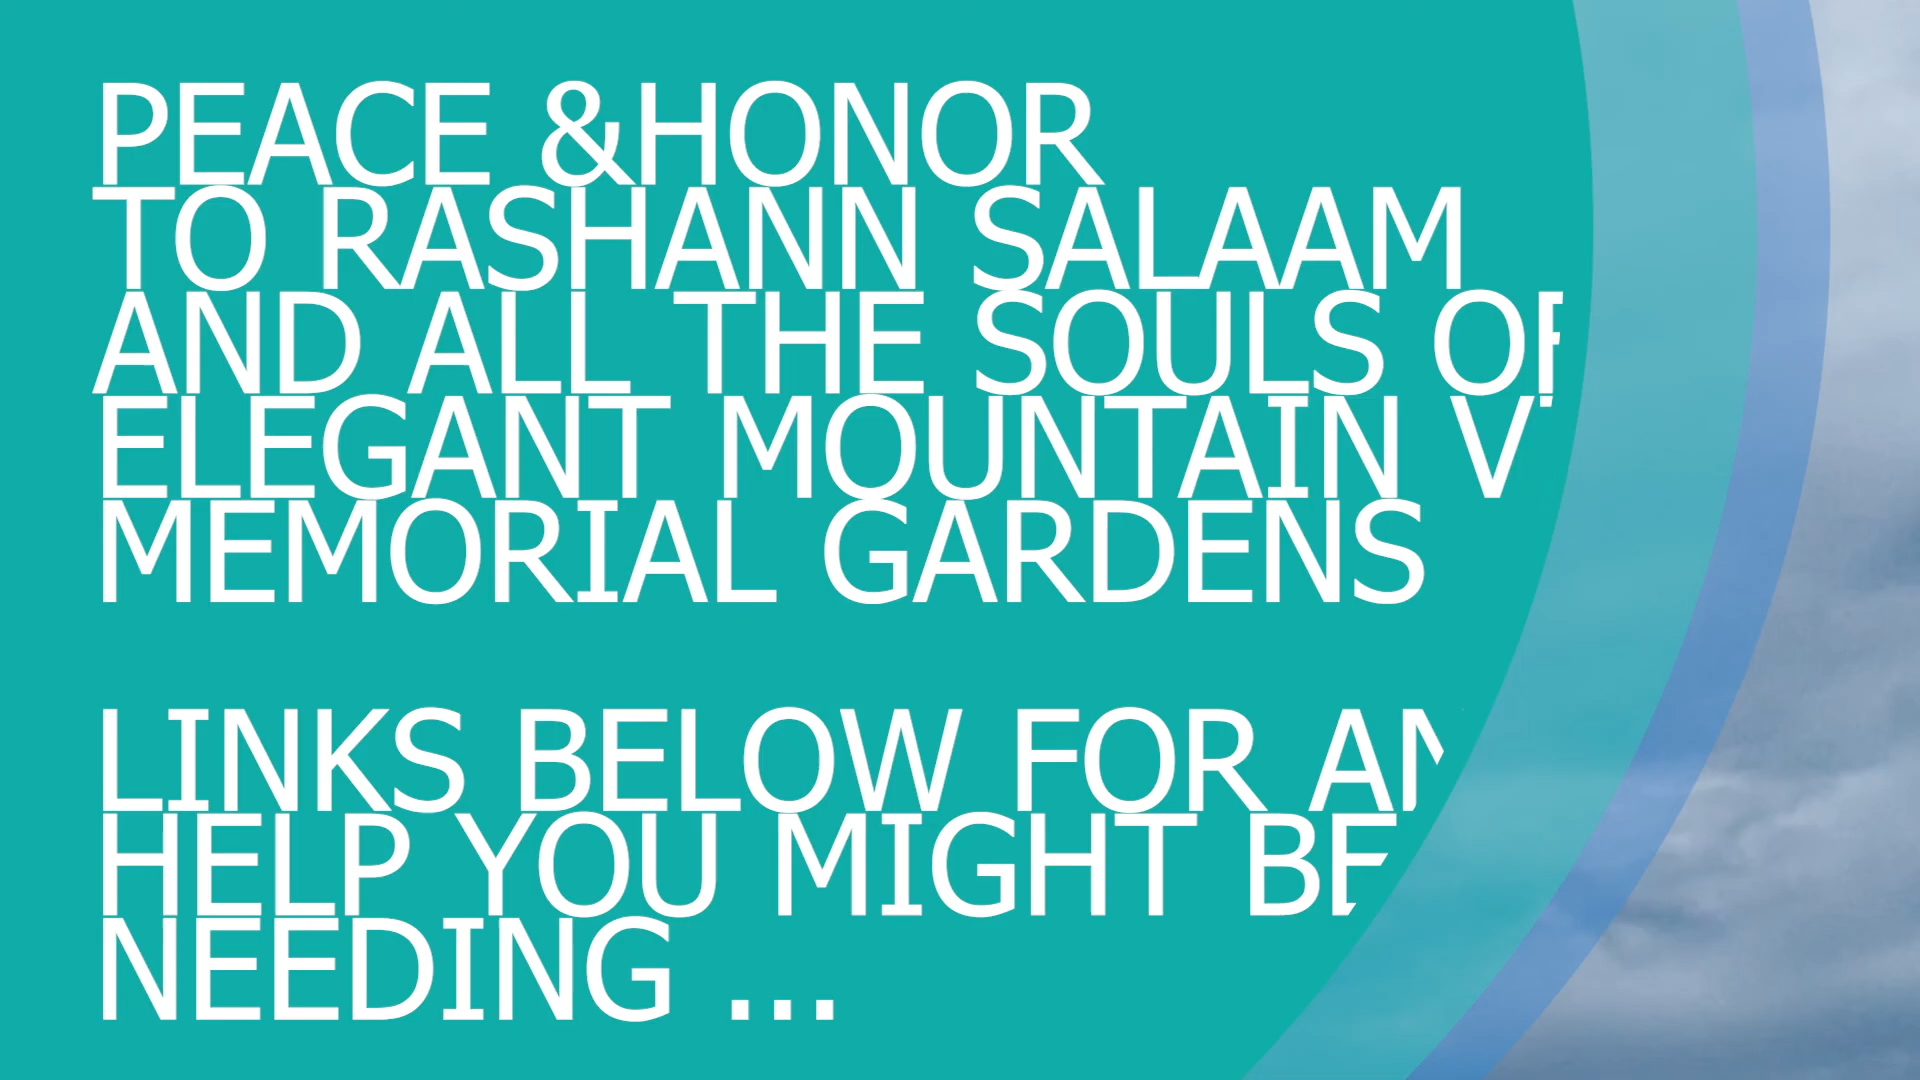 PEACE &HONOR
TO RASHANN SALAAM
AND ALL THE SOULS OF
ELEGANT MOUNTAIN
MEMORIAL GARDENS
LINKS BELOW FOR
HELP YOU MIGHT
NEEDING ...